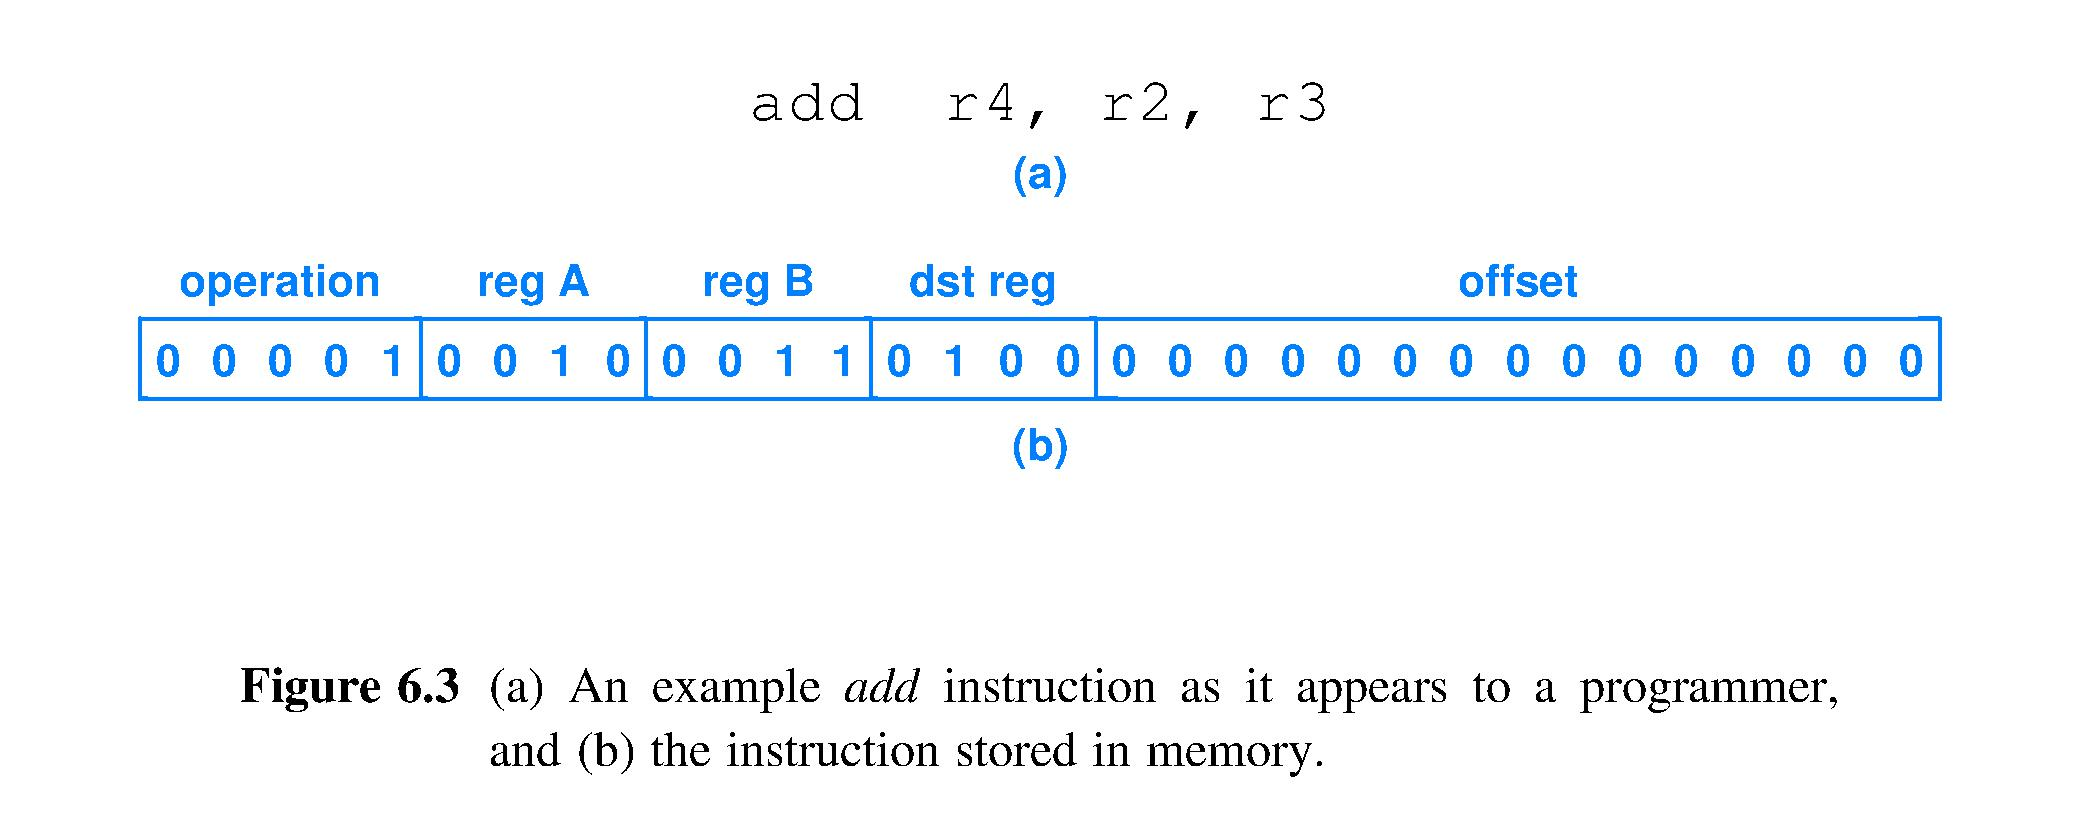 add r4, r2, r3
(a)
operation reg A reg B dst reg offset
0 0 0 0 1 0 0 1 0 0 0 1 1 0 1 0 0 0 0 0 0 0 0 0 0 0 0 0 0 0 0 0
(b)
Figure 6.3 (a) An example add instruction as it appears to a programmer,
and (b) the instruction stored in memory.